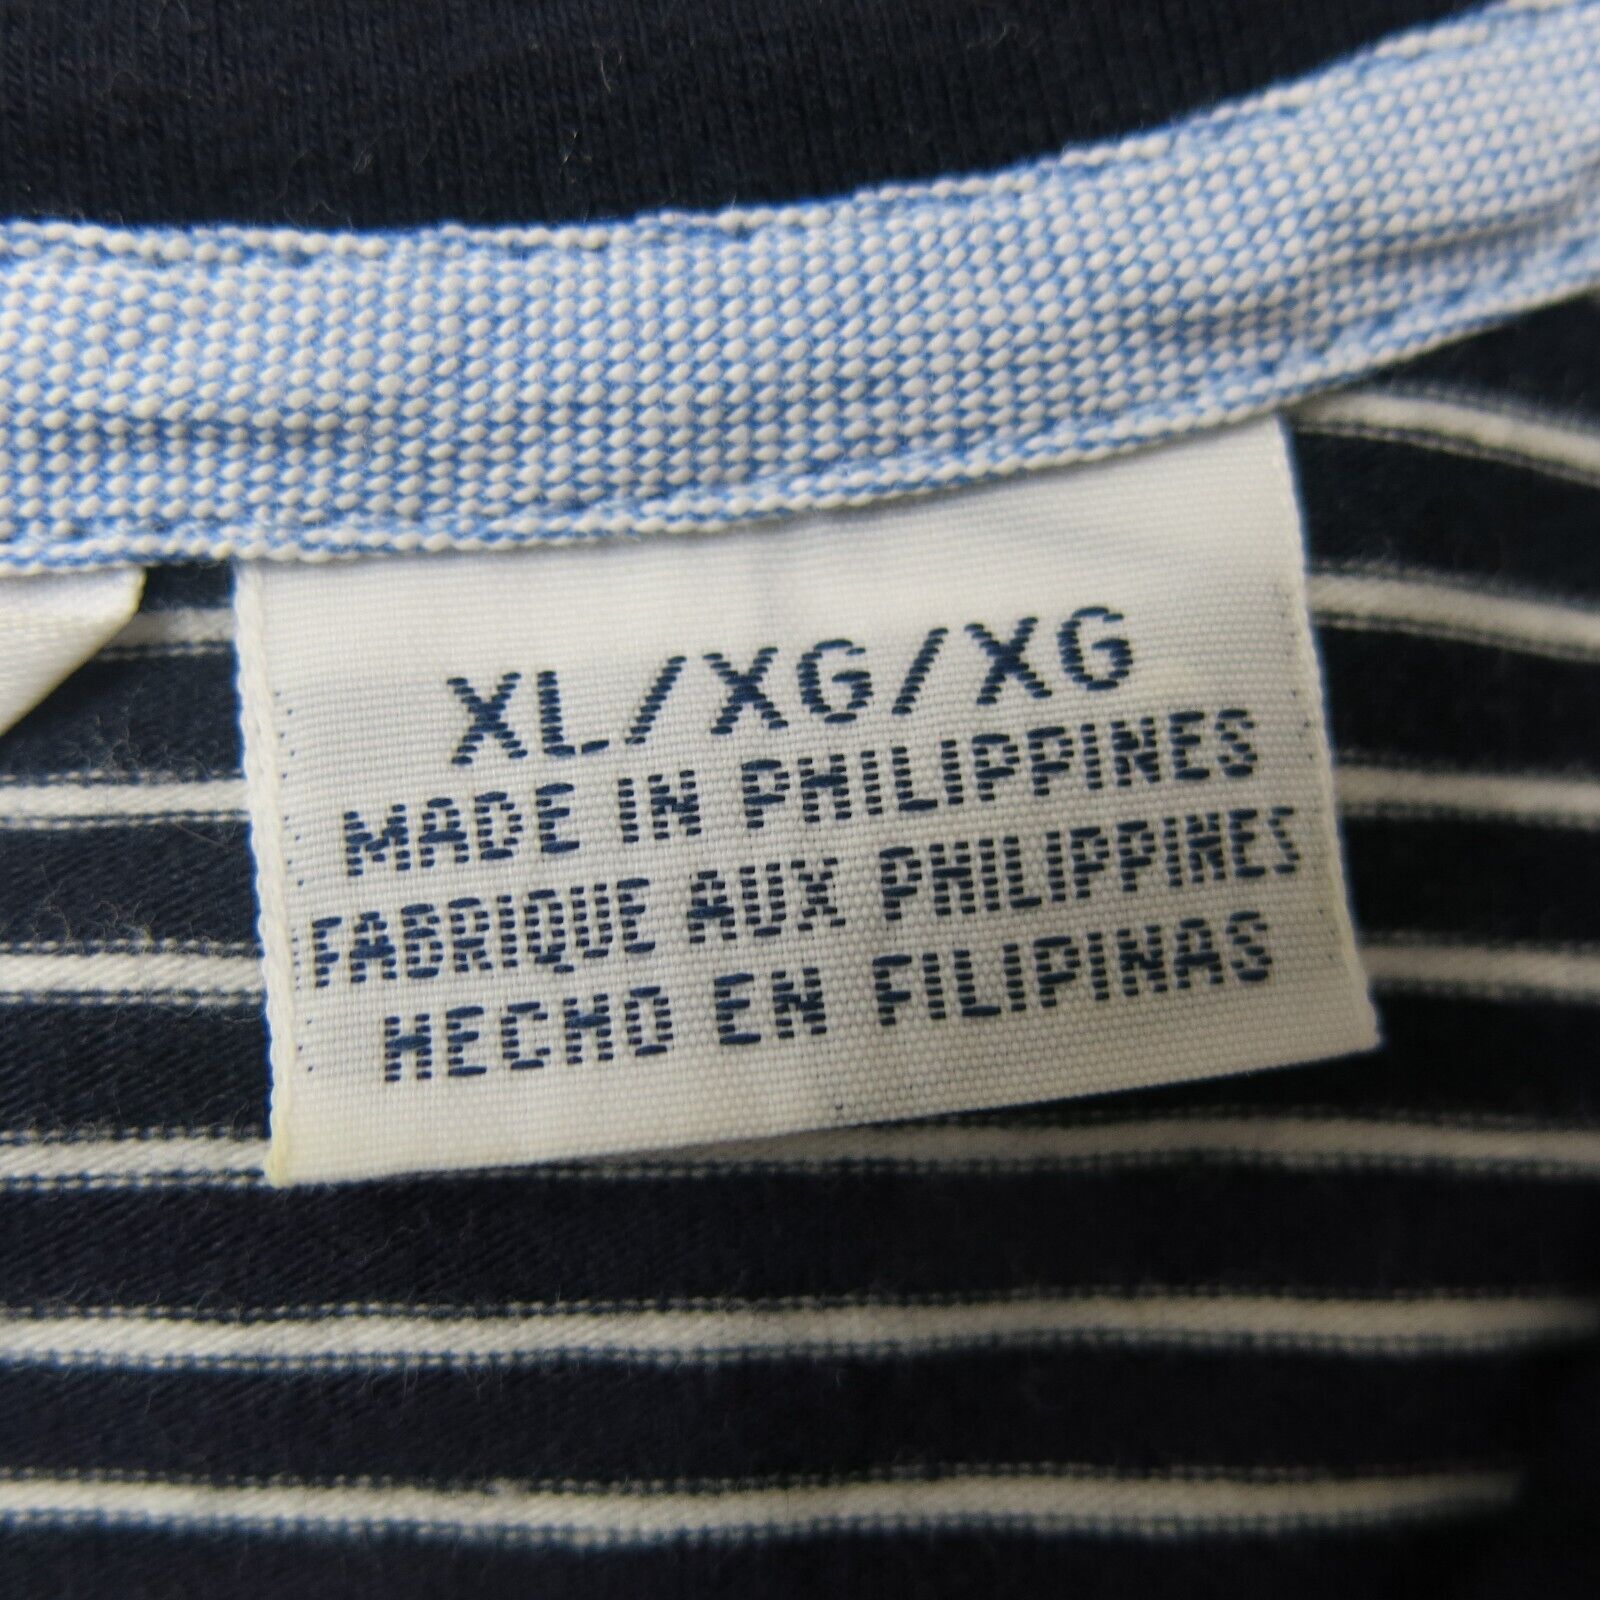 XL/XG/XG
MADE IN PHILIPPINES
FABRIQUE AUX PHILIPPINES
HECHO EN FILIPINAS